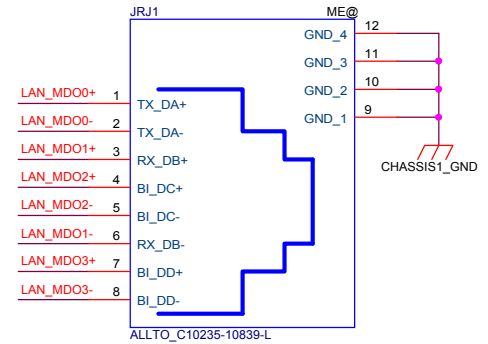 JRJ1 ME@
GND_4 12
GND_3 11
GND_2 10
GND_1 9
CHASSIS1_GND
LAN_MDO0+ 1 TX_DA+
LAN_MDO0- 2 TX_DA-
LAN_MDO1+ 3 RX_DB+
LAN_MDO2+ 4 BI_DC+
LAN_MDO2- 5 BI_DC-
LAN_MDO1- 6 RX_DB-
LAN_MDO3+ 7 BI_DD+
LAN_MDO3- 8 BI_DD-
ALLTO_C10235-10839-L